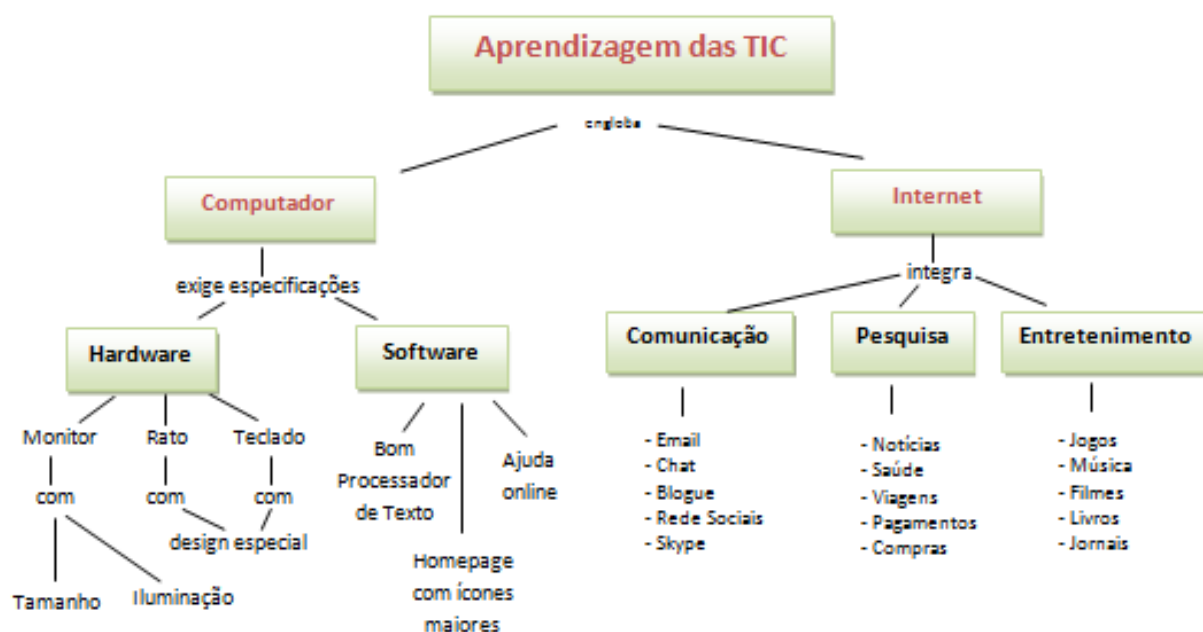 Aprendizagem das TIC
engloba
Computador
Internet
exige especificações
integra
Hardware
Software
Comunicação
Pesquisa
Entretenimento
Monitor
Rato
Teclado
com
com
com
design especial
Tamanho
Iluminação
Bom
Processador
de Texto
Homepage
com ícones
maiores
Ajuda
online
- Email
- Chat
- Blogue
- Rede Sociais
- Skype
- Notícias
- Saúde
- Viagens
- Pagamentos
- Compras
- Jogos
- Música
- Filmes
- Livros
- Jornais